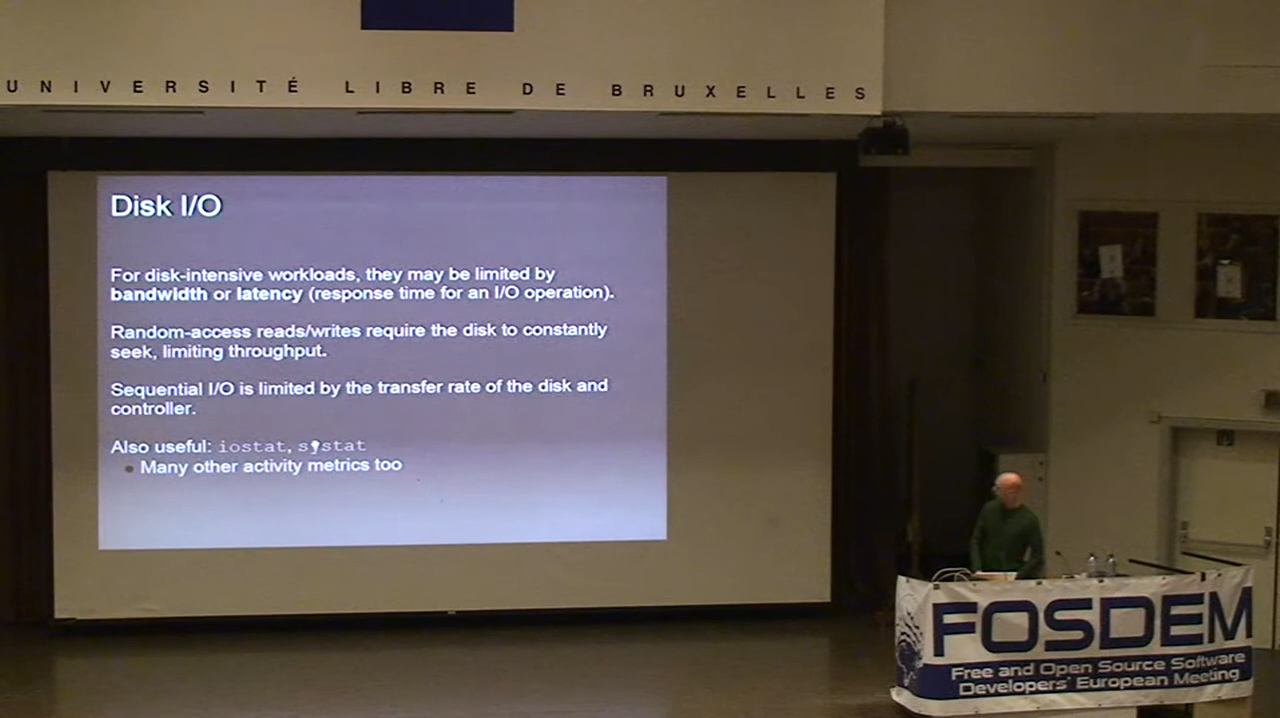 UNIVERSITÉ LIBRE DE BRUXELLES
Disk I/O
For disk-intensive workloads, they may be limited by
bandwidth or latency (response time for an I/O operation).
Random-access reads/writes require the disk to constantly
seek, limiting throughput.
Sequential I/O is limited by the transfer rate of the disk and
controller.
Also useful: iostat, systat
Many other activity metrics too
FOSDEM
Free and Open Source Software
Developers' European Meeting